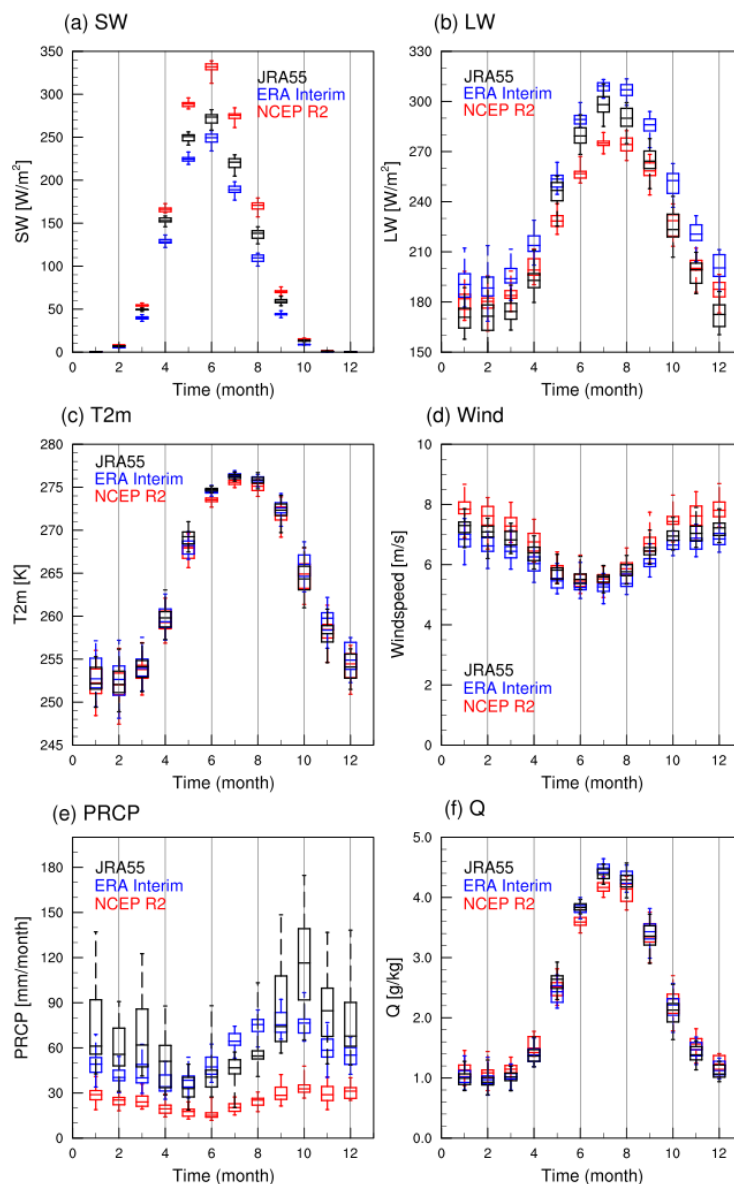 (a) SW
350
300
250
200
150
100
50
0
SW [W/m²]
JRA55
ERA Interim
NCEP R2
0 2 4 6 8 10 12
Time (month)
(b) LW
330
300
270
240
210
180
150
LW [W/m²]
JRA55
ERA Interim
NCEP R2
0 2 4 6 8 10 12
Time (month)
(c) T2m
280
275
270
265
260
255
250
245
T2m [K]
JRA55
ERA Interim
NCEP R2
0 2 4 6 8 10 12
Time (month)
(d) Wind
10
8
6
4
2
0
Windspeed [m/s]
JRA55
ERA Interim
NCEP R2
0 2 4 6 8 10 12
Time (month)
(e) PRCP
180
150
120
90
60
30
0
PRCP [mm/month]
JRA55
ERA Interim
NCEP R2
0 2 4 6 8 10 12
Time (month)
(f) Q
5.0
4.0
3.0
2.0
1.0
0.0
Q [g/kg]
JRA55
ERA Interim
NCEP R2
0 2 4 6 8 10 12
Time (month)